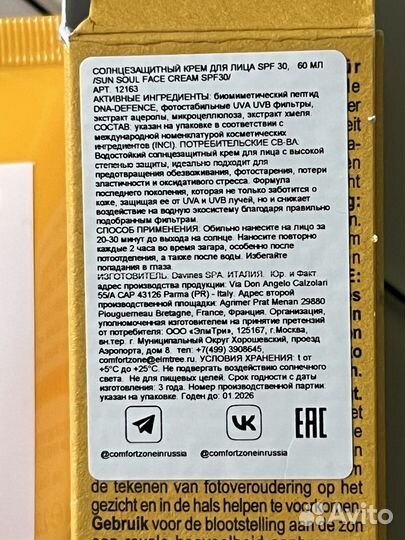 СОЛНЦЕЗАЩИТНЫЙ КРЕМ ДЛЯ ЛИЦА SPF 30, 60 МЛ
/SUN SOUL FACE CREAM SPF30/
АРТ. 12163
АКТИВНЫЕ ИНГРЕДИЕНТЫ: биомиметический пептид
DNA-DEFENCE, фотостабильные UVA UVB фильтры,
экстракт ацеролы, микроцеллюлоза, экстракт хмеля.
СОСТАВ: указан на упаковке в соответствии с
международной номенклатурой косметических
ингредиентов (INCI). ПОТРЕБИТЕЛЬСКИЕ СВ-ВА:
Водостойкий солнцезащитный крем для лица с высокой
степенью защиты, идеально подходит для
предотвращения обезвоживания, фотостарения, потери
эластичности и оксидативного стресса. Формула
последнего поколения, которая не только заботится о
коже, защищая ее от UVA и UVB лучей, но и снижает
воздействие на водную экосистему благодаря правильно
подобранным фильтрам.
СПОСОБ ПРИМЕНЕНИЯ: Обильно нанесите на лицо за
20-30 минут до выхода на солнце. Наносите повторно
каждые 2 часа во время загара, особенно после
потоотделения, а также после воды. Избегайте
попадания в глаза
ИЗГОТОВИТЕЛЬ: Davines SPA. ИТАЛИЯ. Юр. и Факт
адрес производства продукции: Via Don Angelo Calzolari
55/A CAP 43126 Parma (PR) - Italy. Адрес второй
производственной площадки: Agrimer Prat Menan 29880
Plouguerneau Bretagne, France, Франция. Организация,
уполномоченная изготовителем на принятие претензий
от потребителя: ООО «ЭлмТри», 125167, г.Москва,
вн.тер. г. Муниципальный Округ Хорошевский, проезд
Аэропорта, дом 8 тел: +7(499) 3908645,
comfortzone@elmtree.ru. УСЛОВИЯ ХРАНЕНИЯ: t от
+5°С до +25°С. Не подвергать воздействию солнечного
света. Не для пищевых целей. Срок годности с даты
изготовления: 3 года. Номер производственной партии
указан на упаковке. Годен до: 01.2026
EAC
@comfortzoneinrussia
@comfortzoneinrussia
de tekenen van fotoveroudering op het
gezicht en in de hals helpen te voorkomen.
Gebruik voor de blootstelling aan de zon
Avito